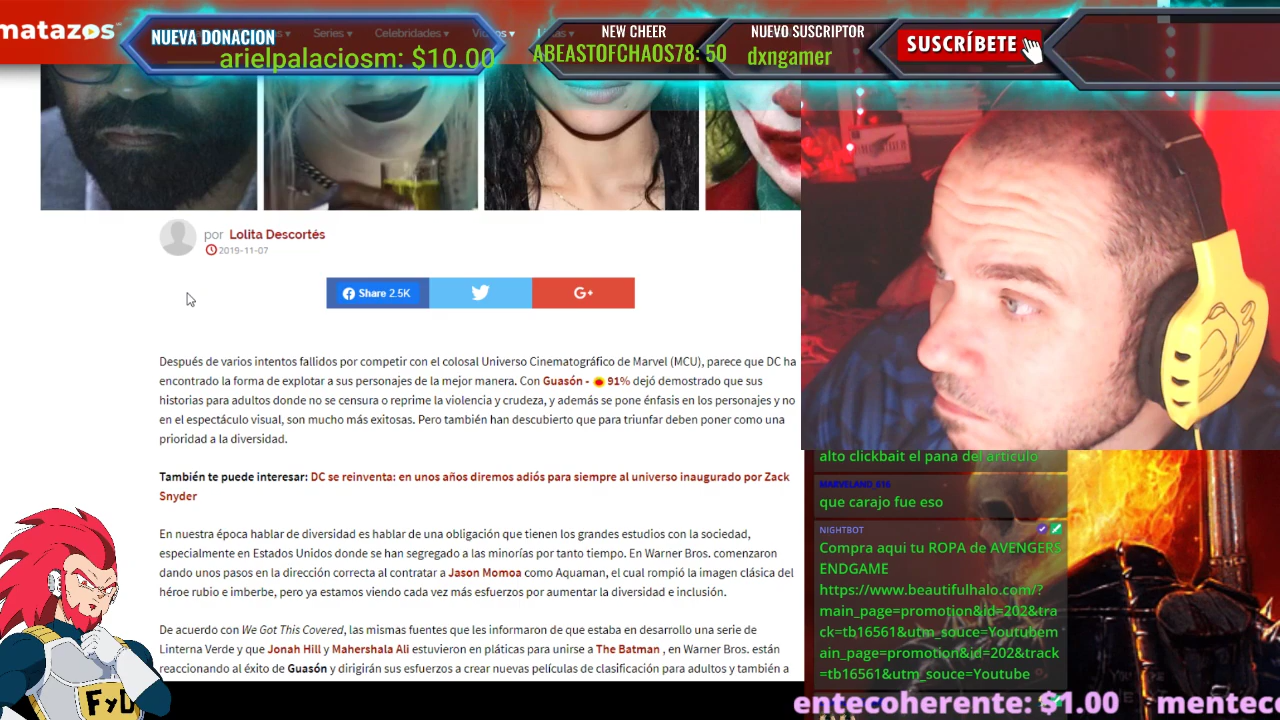 matazos
NUEVA DONACION
arielpalaciosm: $10.00
Series
Celebridades
NEW CHEER
ABEASTOFCHAOS78: 50
NUEVO SUSCRIPTOR
dxngamer
SUSCRÍBETE
por Lolita Descortés
2019-11-07
Share 2.5K
G+
Después de varios intentos fallidos por competir con el colosal Universo Cinematográfico de Marvel (MCU), parece que DC ha
encontrado la forma de explotar a sus personajes de la mejor manera. Con Guasón - 91% dejó demostrado que sus
historias para adultos donde no se censura o reprime la violencia y crudeza, y además se pone énfasis en los personajes y no
en el espectáculo visual, son mucho más exitosas. Pero también han descubierto que para triunfar deben poner como una
prioridad a la diversidad.
También te puede interesar: DC se reinventa: en unos años diremos adiós para siempre al universo inaugurado por Zack
Snyder
En nuestra época hablar de diversidad es hablar de una obligación que tienen los grandes estudios con la sociedad,
especialmente en Estados Unidos donde se han segregado a las minorías por tanto tiempo. En Warner Bros. comenzaron
dando unos pasos en la dirección correcta al contratar a Jason Momoa como Aquaman, el cual rompió la imagen clásica del
héroe rubio e imberbe, pero ya estamos viendo cada vez más esfuerzos por aumentar la diversidad e inclusión.
De acuerdo con We Got This Covered, las mismas fuentes que les informaron de que estaba en desarrollo una serie de
Linterna Verde y que Jonah Hill y Mahershala Ali estuvieron en pláticas para unirse a The Batman , en Warner Bros. están
reaccionando al éxito de Guasón y dirigirán sus esfuerzos a crear nuevas películas de clasificación para adultos y también a
alto clickbait el pana del articulo
MARVELAND_616
que carajo fue eso
NIGHTBOT
Compra aqui tu ROPA de AVENGERS
ENDGAME
https://www.beautifulhalo.com/?
main_page=promotion&id=202&tra
ck=tb16561&utm_souce=Youtubem
ain_page=promotion&id=202&track
=tb16561&utm_souce=Youtube
FyD
entecoherente: $1.00 menteco